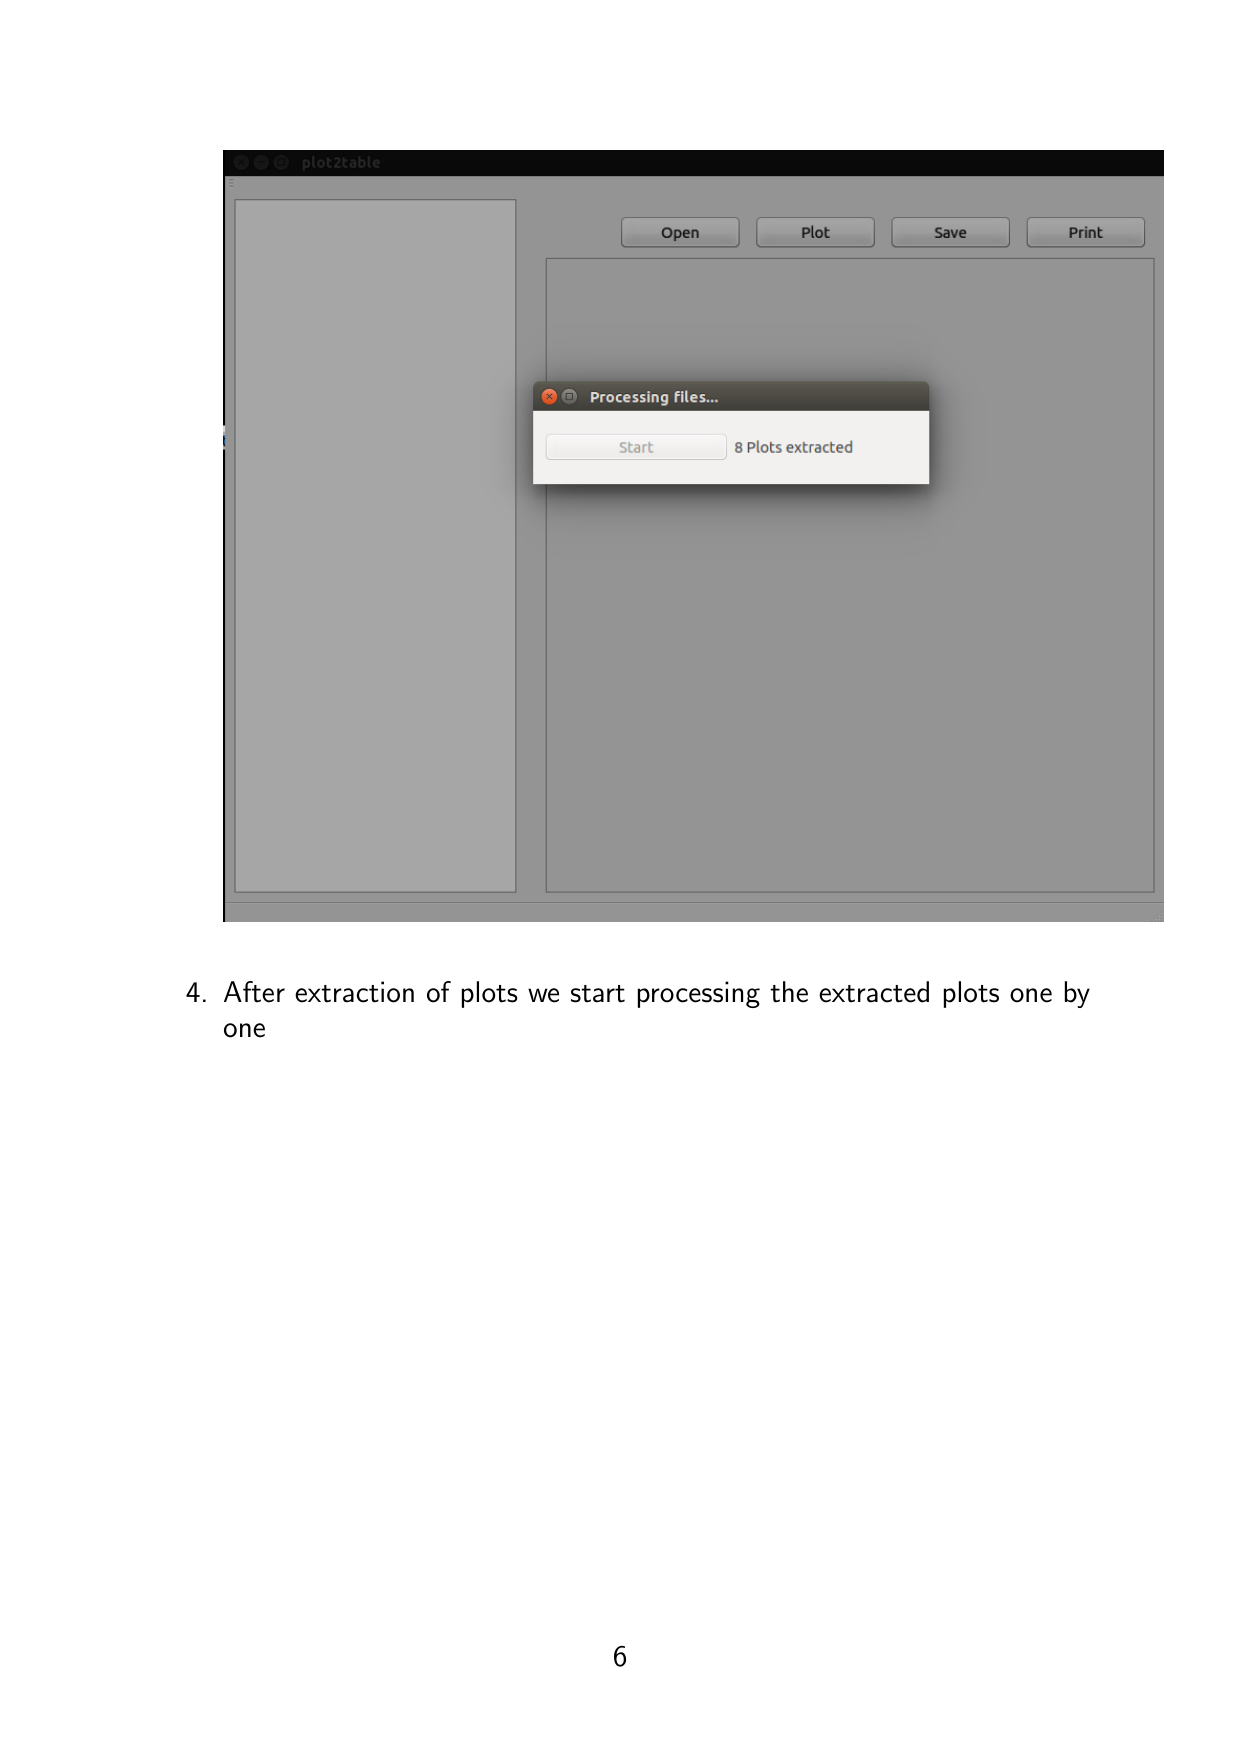 plot2table
Open Plot Save Print
Processing files...
Start 8 Plots extracted
4. After extraction of plots we start processing the extracted plots one by
one
6